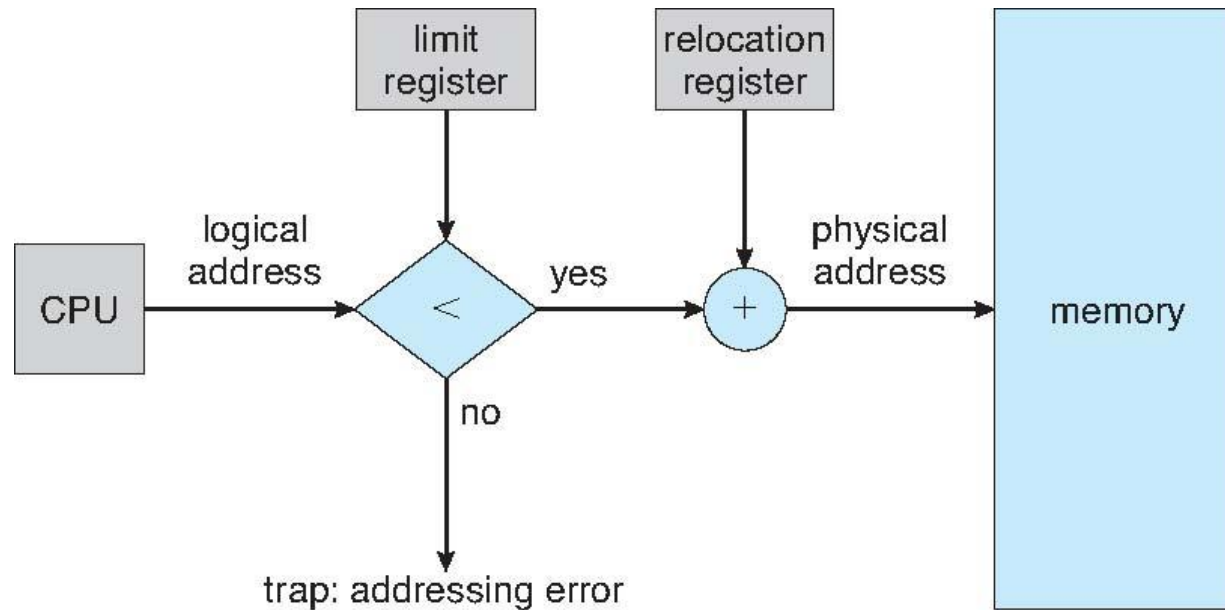 limit
register
relocation
register
logical
address
physical
address
CPU
<
yes
+
memory
no
trap: addressing error